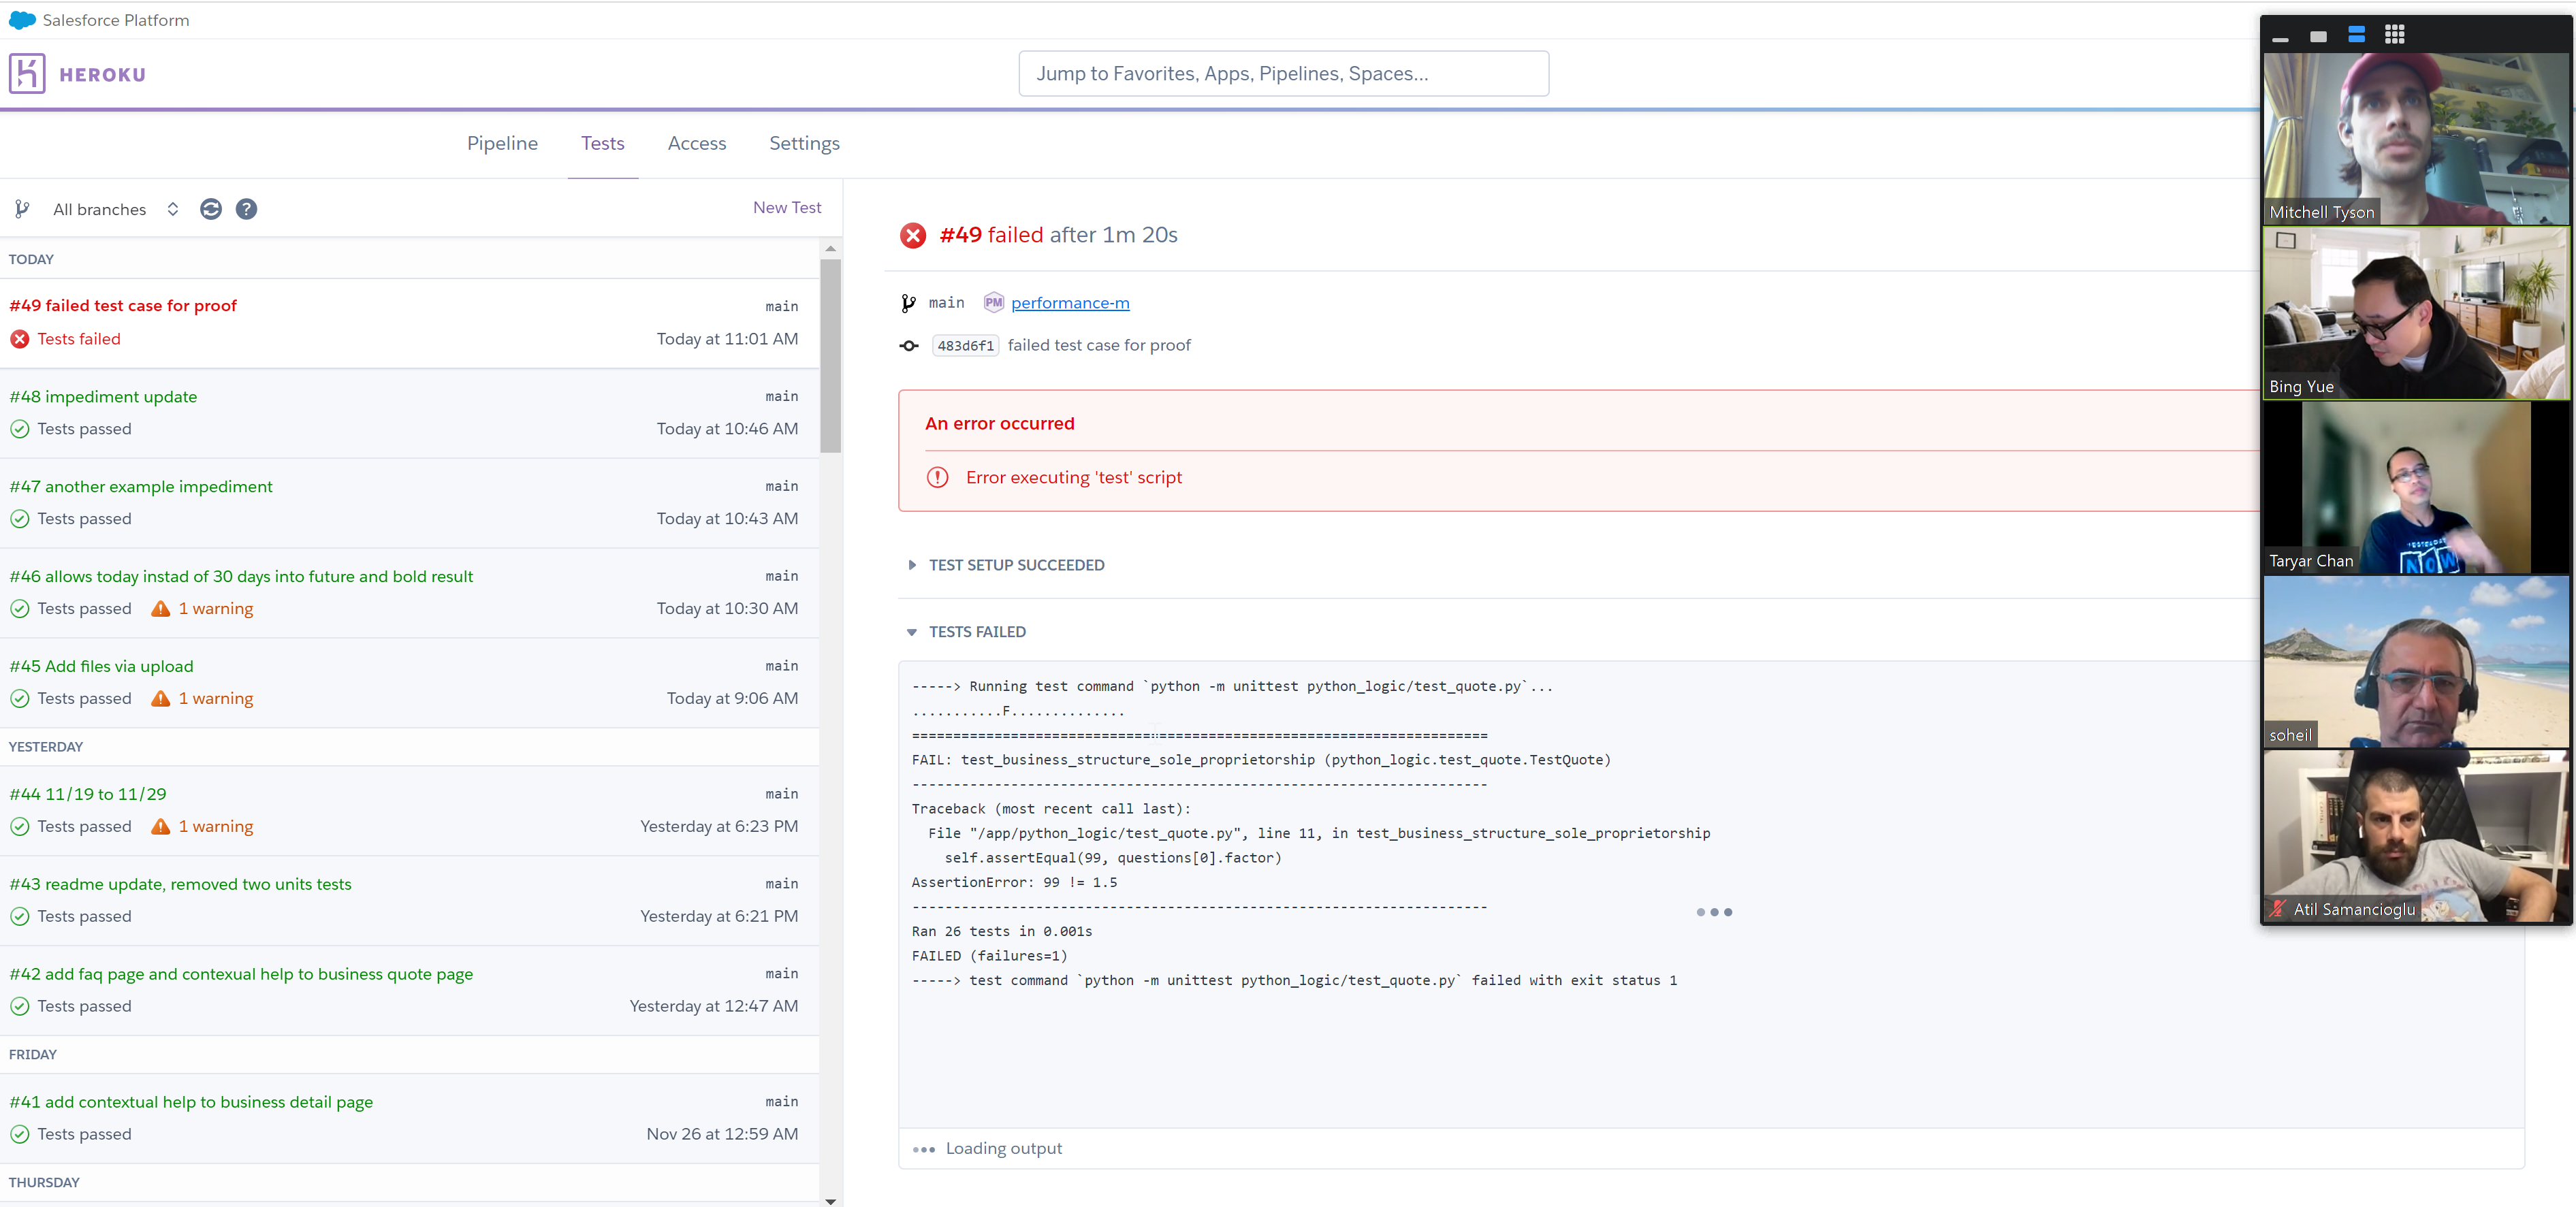 Salesforce Platform
HEROKU
Jump to Favorites, Apps, Pipelines, Spaces...
Pipeline Tests Access Settings
All branches
New Test
TODAY
#49 failed test case for proof main
Tests failed Today at 11:01 AM
#48 impediment update main
Tests passed Today at 10:46 AM
#47 another example impediment main
Tests passed Today at 10:43 AM
#46 allows today instad of 30 days into future and bold result main
Tests passed 1 warning Today at 10:30 AM
#45 Add files via upload main
Tests passed 1 warning Today at 9:06 AM
YESTERDAY
#44 11/19 to 11/29 main
Tests passed 1 warning Yesterday at 6:23 PM
#43 readme update, removed two units tests main
Tests passed Yesterday at 6:21 PM
#42 add faq page and contexual help to business quote page main
Tests passed Yesterday at 12:47 AM
FRIDAY
#41 add contextual help to business detail page main
Tests passed Nov 26 at 12:59 AM
THURSDAY
#49 failed after 1m 20s
main PM performance-m
483d6f1 failed test case for proof
An error occurred
Error executing 'test' script
TEST SETUP SUCCEEDED
TESTS FAILED
-----> Running test command `python -m unittest python_logic/test_quote.py`...
...........F..............
======================================================================
FAIL: test_business_structure_sole_proprietorship (python_logic.test_quote.TestQuote)
----------------------------------------------------------------------
Traceback (most recent call last):
File "/app/python_logic/test_quote.py", line 11, in test_business_structure_sole_proprietorship
self.assertEqual(99, questions[0].factor)
AssertionError: 99 != 1.5
----------------------------------------------------------------------
Ran 26 tests in 0.001s
FAILED (failures=1)
-----> test command `python -m unittest python_logic/test_quote.py` failed with exit status 1
Loading output
Mitchell Tyson
Bing Yue
NOW
Taryar Chan
soheil
Atil Samancioglu